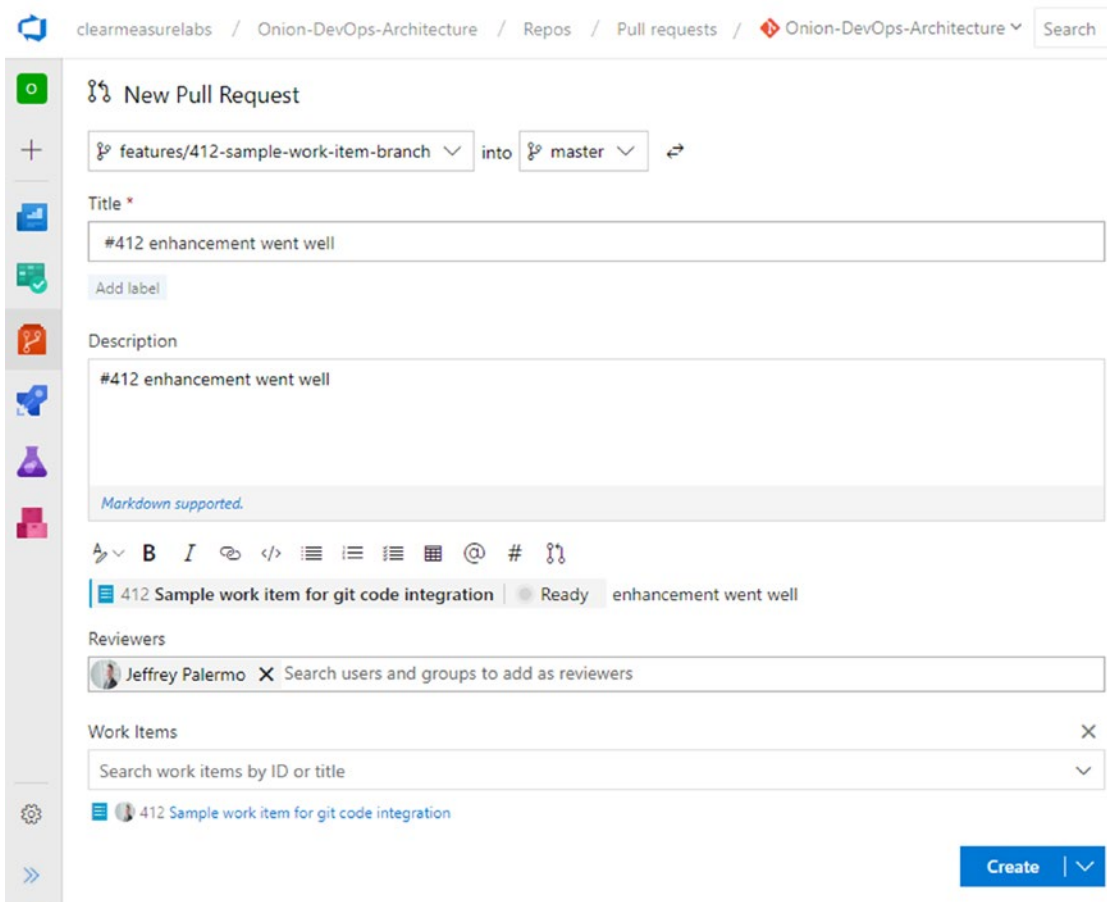 clearmeasurelabs / Onion-DevOps-Architecture / Repos / Pull requests / Onion-DevOps-Architecture Search
O
New Pull Request
features/412-sample-work-item-branch into master
Title *
#412 enhancement went well
Add label
Description
#412 enhancement went well
Markdown supported.
B I </> @ #
412 Sample work item for git code integration Ready enhancement went well
Reviewers
Jeffrey Palermo X Search users and groups to add as reviewers
Work Items
Search work items by ID or title
412 Sample work item for git code integration
Create